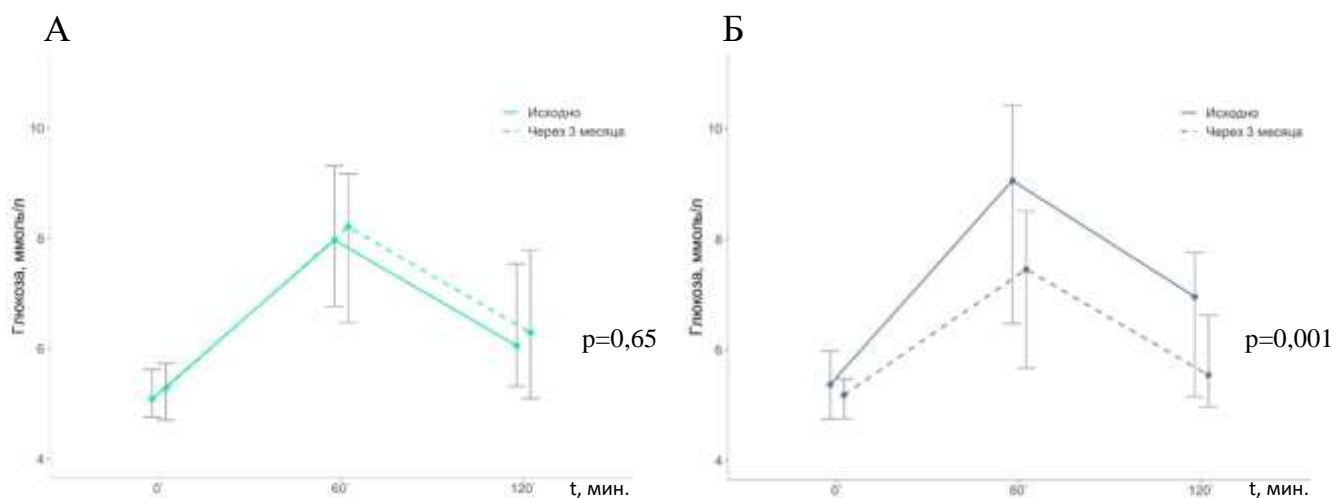 А
Исходно
Через 3 месяца
10
8
6
4
Глюкоза, ммоль/л
p=0,65
0'
60'
120'
t, мин.
Б
Исходно
Через 3 месяца
10
8
6
4
Глюкоза, ммоль/л
p=0,001
0'
60'
120'
t, мин.